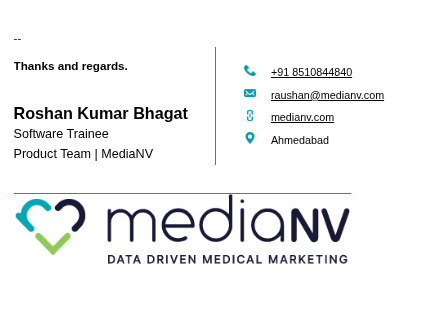 --
Thanks and regards.
Roshan Kumar Bhagat
Software Trainee
Product Team | MediaNV
+91 8510844840
raushan@medianv.com
medianv.com
Ahmedabad
medianv
DATA DRIVEN MEDICAL MARKETING